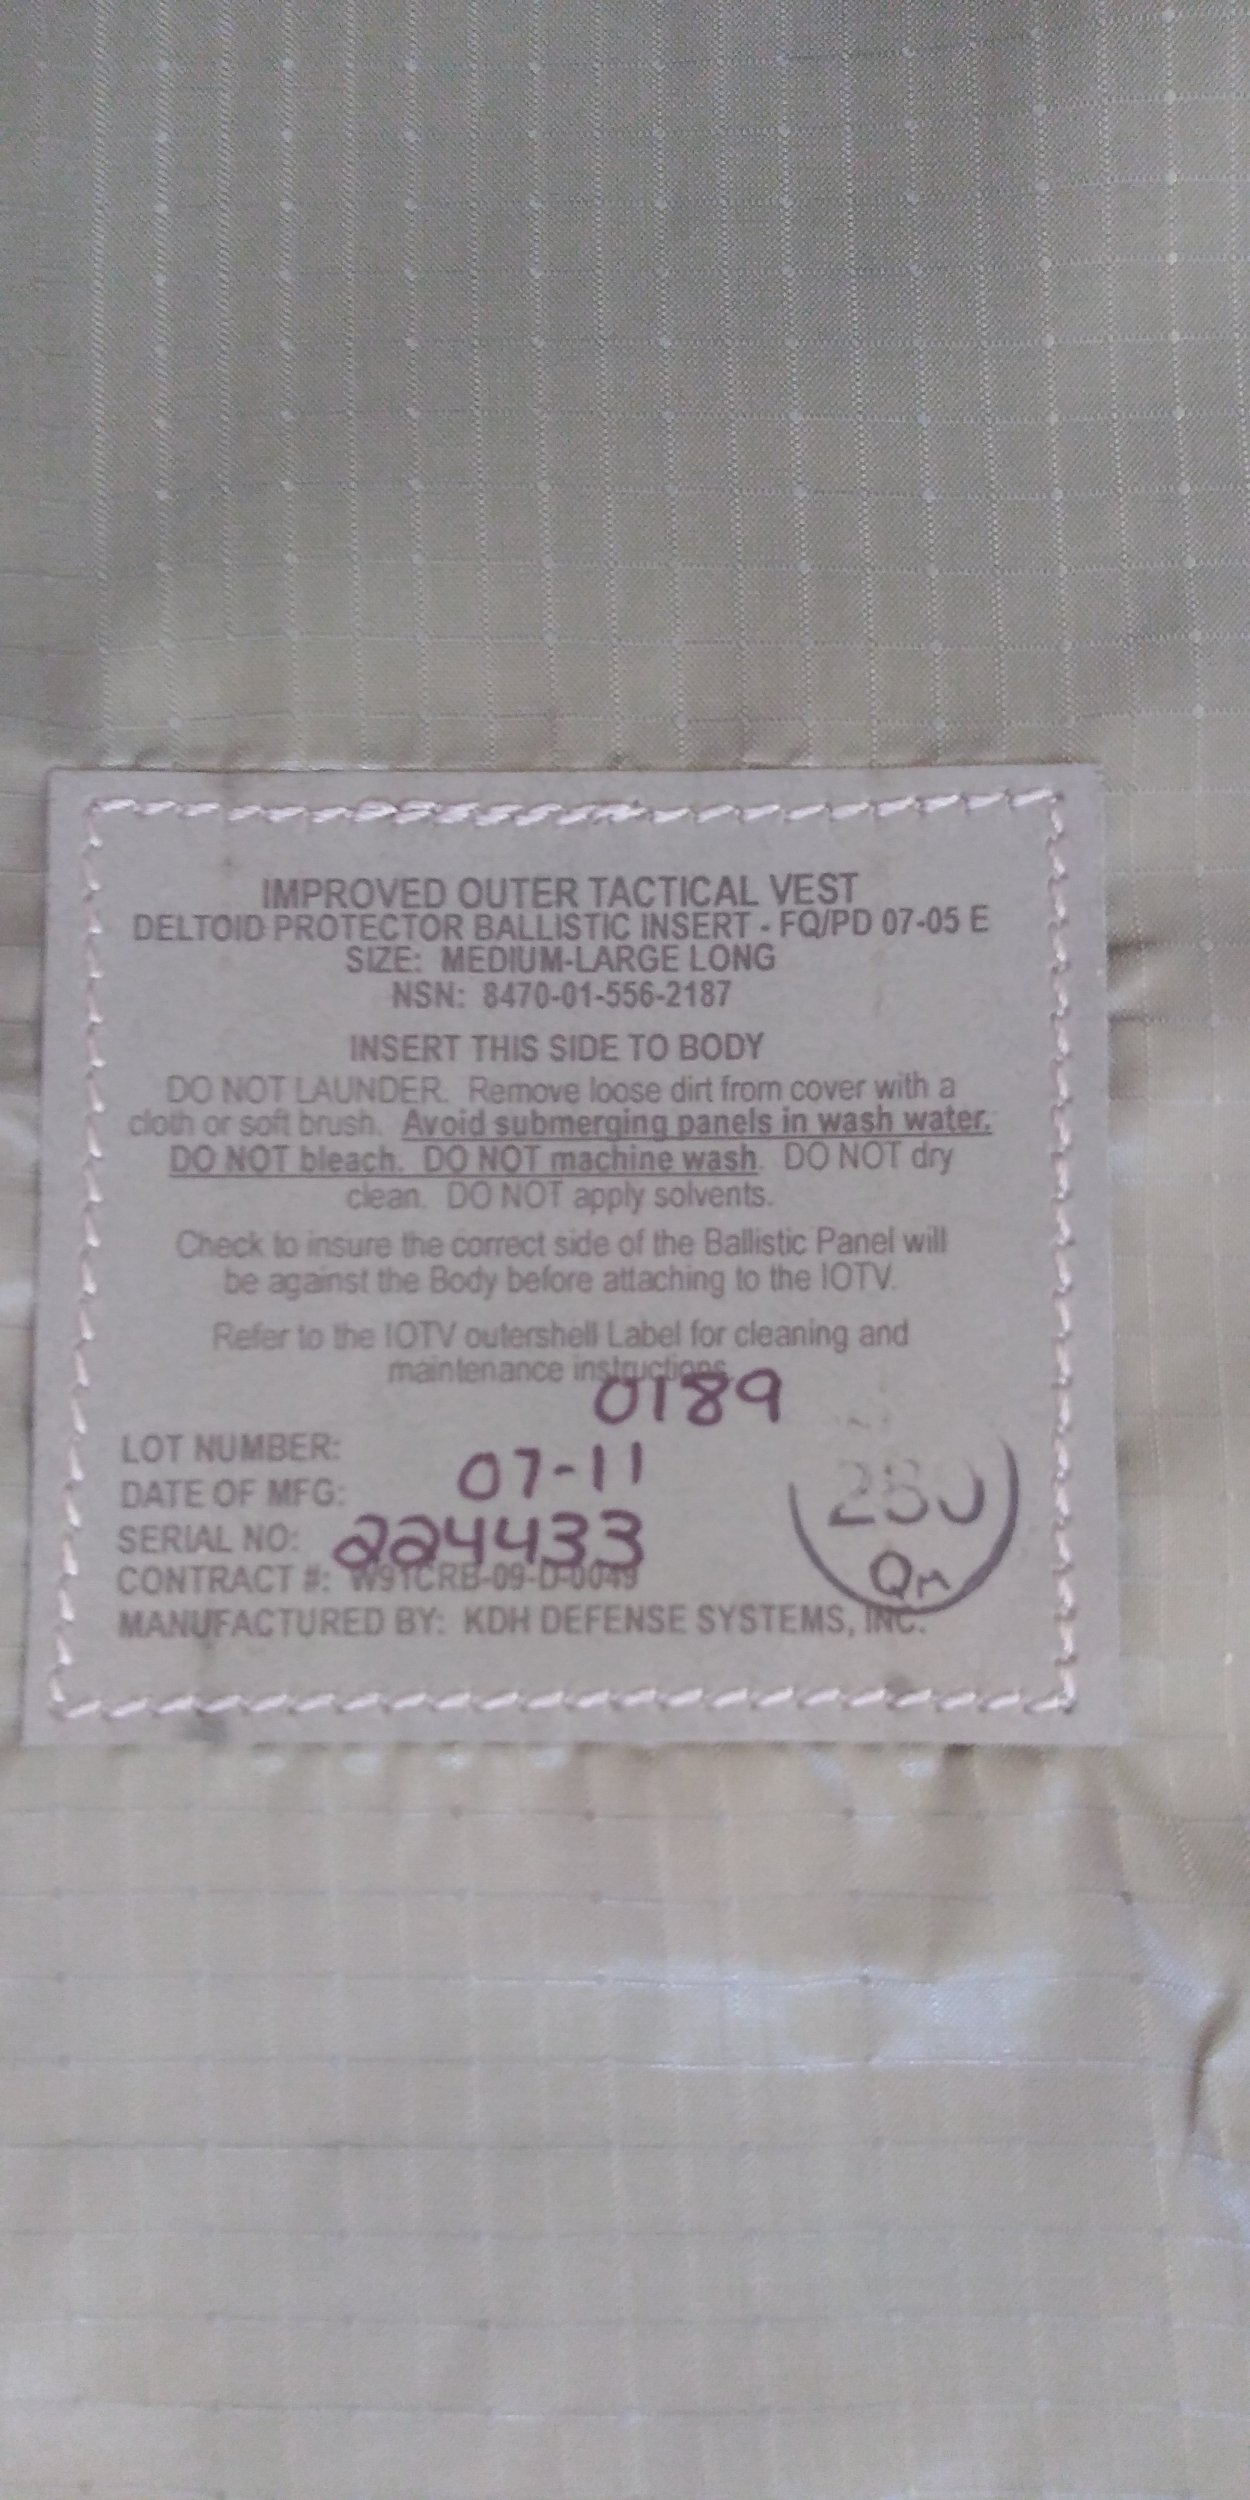 IMPROVED OUTER TACTICAL VEST
DELTOID PROTECTOR BALLISTIC INSERT - FQ/PD 07-05 E
SIZE: MEDIUM-LARGE LONG
NSN: 8470-01-556-2187
INSERT THIS SIDE TO BODY
DO NOT LAUNDER. Remove loose dirt from cover with a
cloth or soft brush. Avoid submerging panels in wash water.
DO NOT bleach. DO NOT machine wash. DO NOT dry
clean. DO NOT apply solvents.
Check to insure the correct side of the Ballistic Panel will
be against the Body before attaching to the IOTV.
Refer to the IOTV outershell Label for cleaning and
maintenance instructions.
LOT NUMBER: 0189
DATE OF MFG: 07-11
SERIAL NO: 224433
CONTRACT #: W91CRB-09-D-0049
MANUFACTURED BY: KDH DEFENSE SYSTEMS, INC.